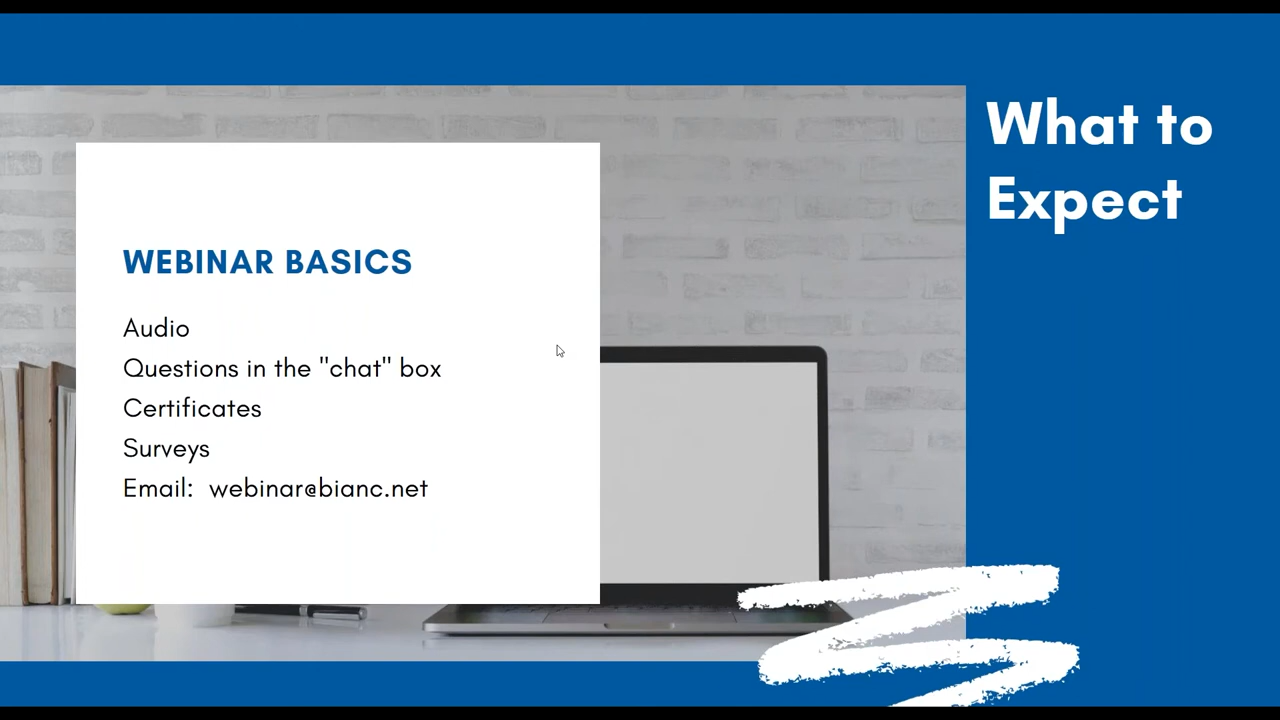 What to
Expect
WEBINAR BASICS
Audio
Questions in the "chat" box
Certificates
Surveys
Email: webinar@bianc.net